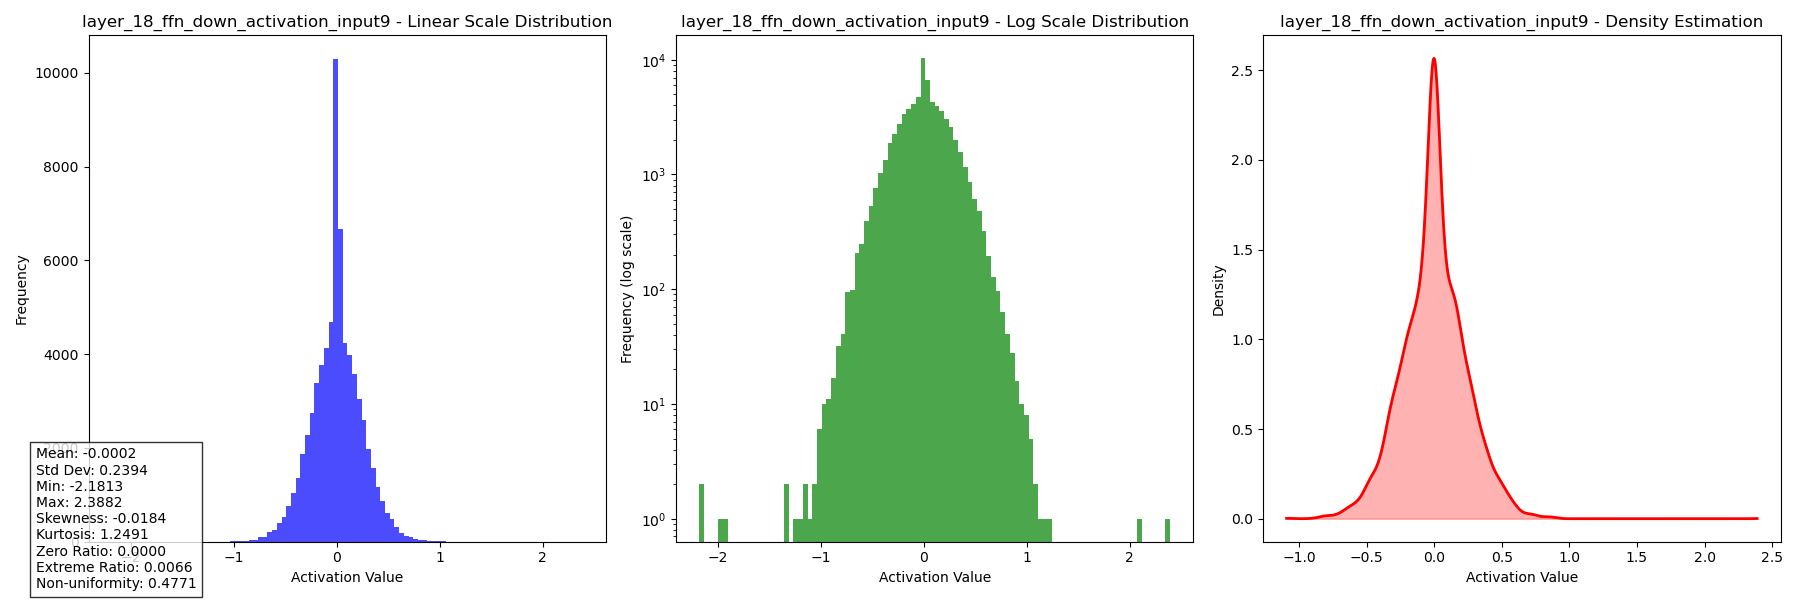 layer_18_ffn_down_activation_input9 - Linear Scale Distribution
10000
8000
6000
4000
2000
0
Frequency
−2
−1
0
1
2
Activation Value
Mean: -0.0002
Std Dev: 0.2394
Min: -2.1813
Max: 2.3882
Skewness: -0.0184
Kurtosis: 1.2491
Zero Ratio: 0.0000
Extreme Ratio: 0.0066
Non-uniformity: 0.4771
layer_18_ffn_down_activation_input9 - Log Scale Distribution
10⁴
10³
10²
10¹
10⁰
Frequency (log scale)
−2
−1
0
1
2
Activation Value
layer_18_ffn_down_activation_input9 - Density Estimation
2.5
2.0
1.5
1.0
0.5
0.0
Density
−1.0
−0.5
0.0
0.5
1.0
1.5
2.0
2.5
Activation Value